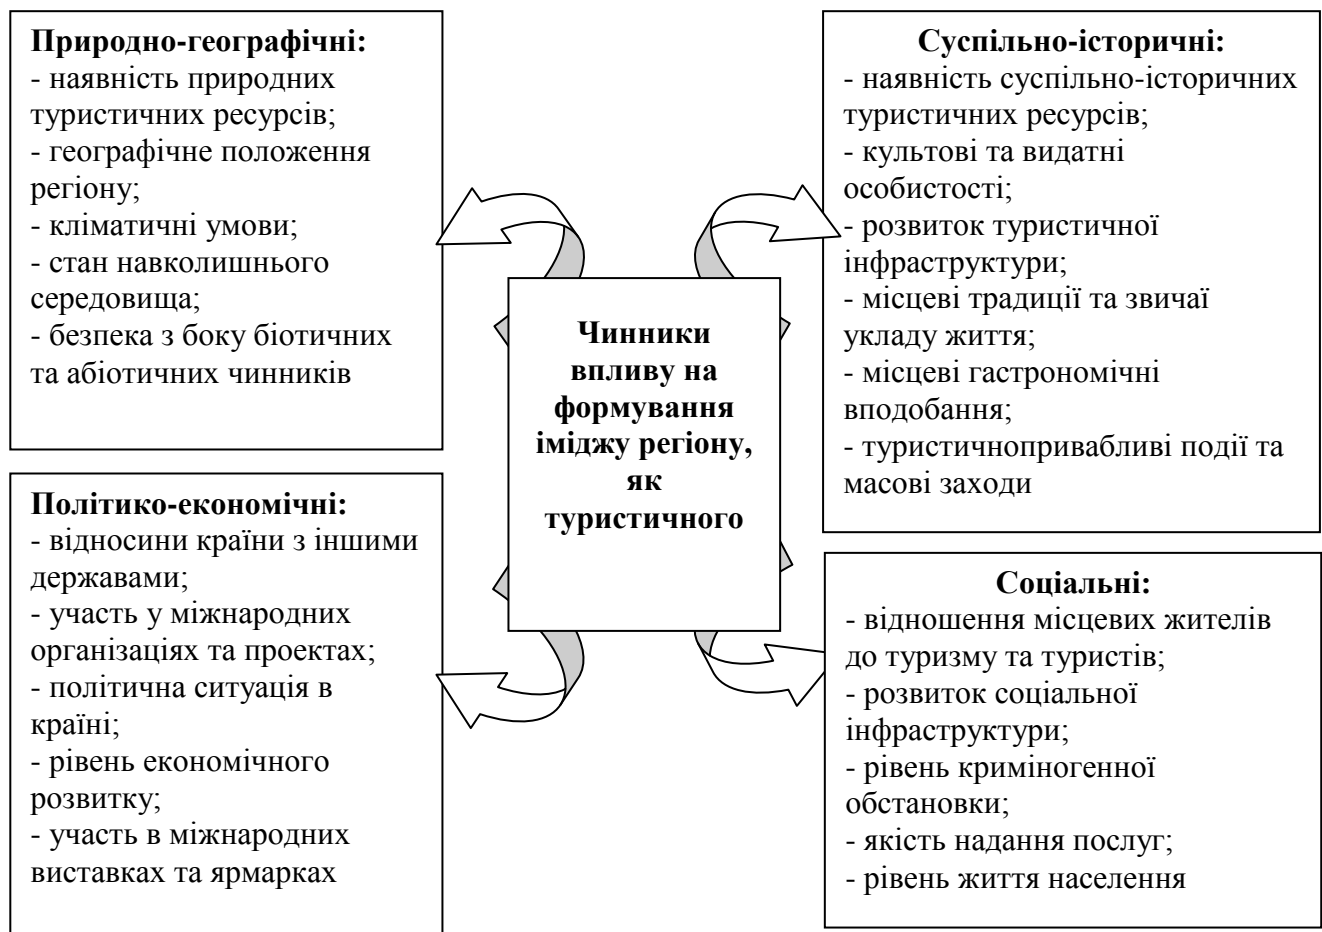 Природно-географічні:
- наявність природних
туристичних ресурсів;
- географічне положення
регіону;
- кліматичні умови;
- стан навколишнього
середовища;
- безпека з боку біотичних
та абіотичних чинників
Суспільно-історичні:
- наявність суспільно-історичних
туристичних ресурсів;
- культові та видатні
особистості;
- розвиток туристичної
інфраструктури;
- місцеві традиції та звичаї
укладу життя;
- місцеві гастрономічні
вподобання;
- туристичнопривабливі події та
масові заходи
Чинники
впливу на
формування
іміджу регіону,
як
туристичного
Політико-економічні:
- відносини країни з іншими
державами;
- участь у міжнародних
організаціях та проектах;
- політична ситуація в
країні;
- рівень економічного
розвитку;
- участь в міжнародних
виставках та ярмарках
Соціальні:
- відношення місцевих жителів
до туризму та туристів;
- розвиток соціальної
інфраструктури;
- рівень криміногенної
обстановки;
- якість надання послуг;
- рівень життя населення